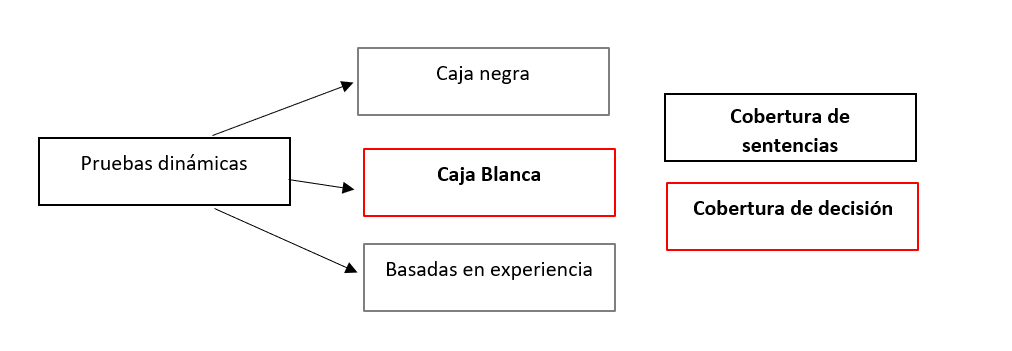 Caja negra
Cobertura de
sentencias
Pruebas dinámicas
Caja Blanca
Cobertura de decisión
Basadas en experiencia